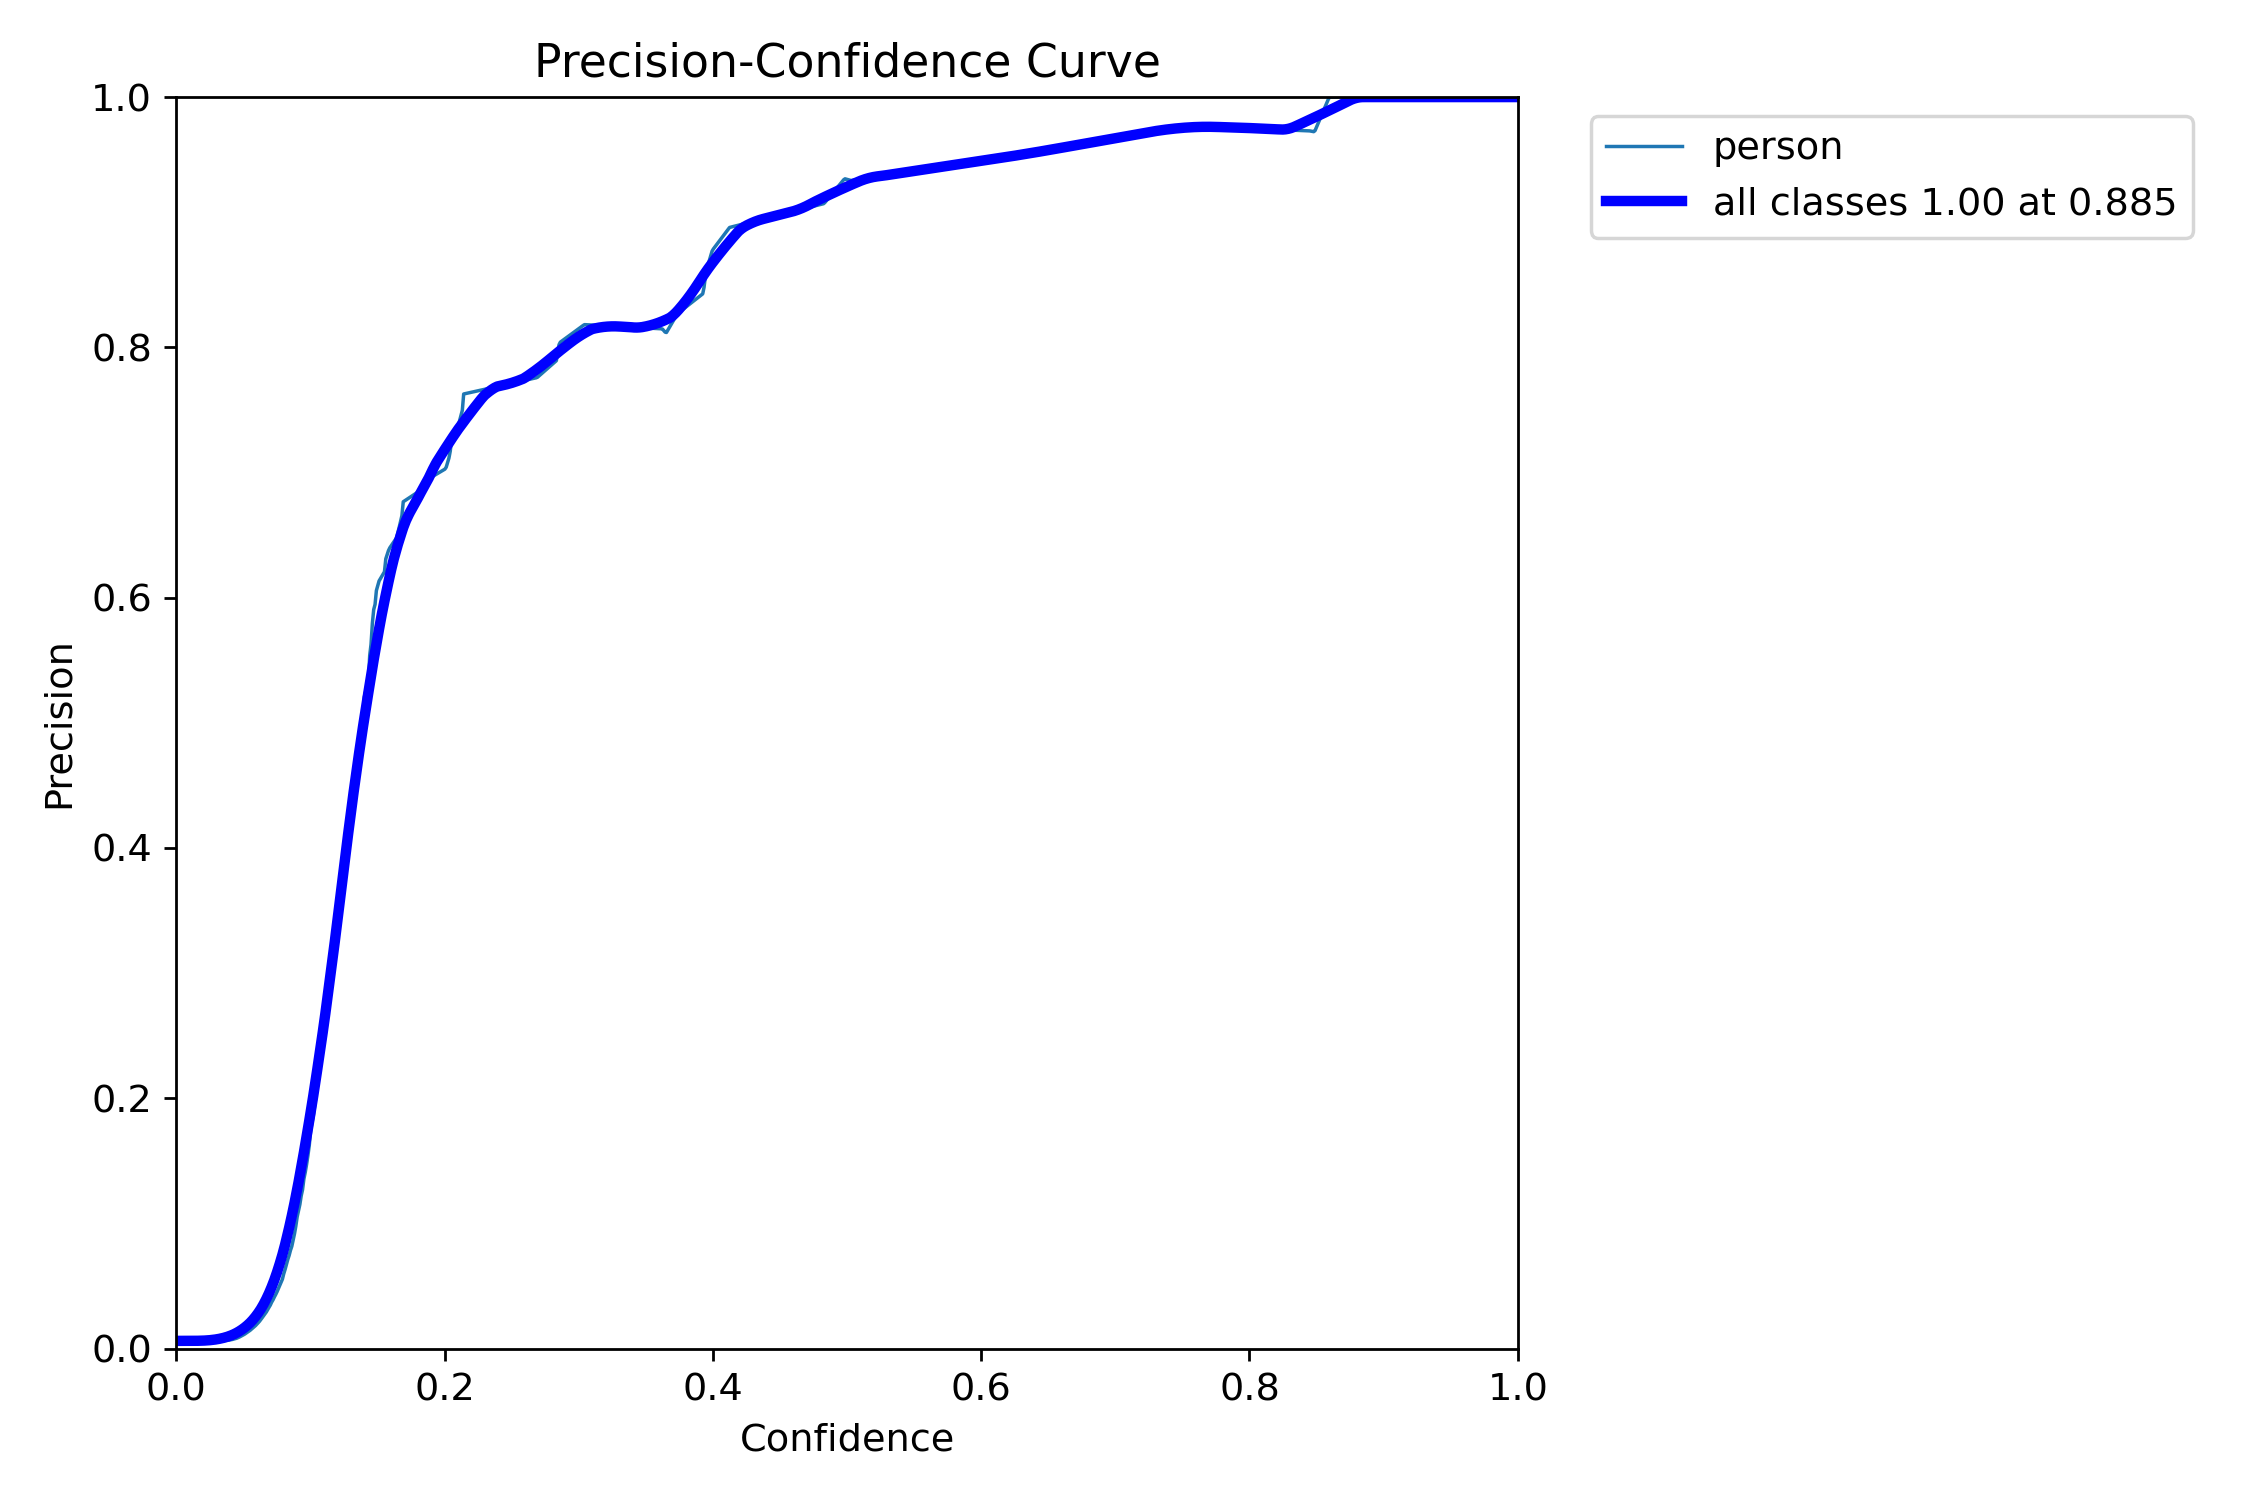 Precision-Confidence Curve
1.0
0.8
0.6
0.4
0.2
0.0
Precision
0.0 0.2 0.4 0.6 0.8 1.0
Confidence
person
all classes 1.00 at 0.885